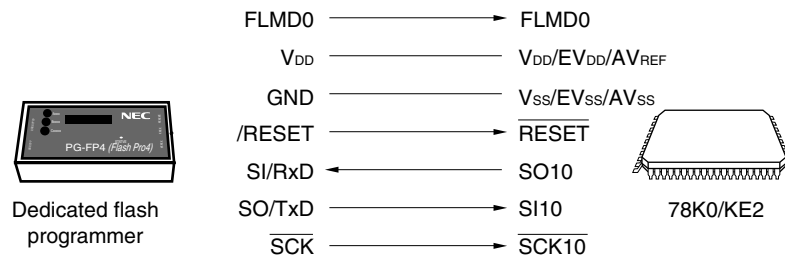 FLMD0 FLMD0
VDD VDD/EVDD/AVREF
GND VSS/EVSS/AVSS
/RESET RESET
SI/RxD SO10
SO/TxD SI10
SCK SCK10
NEC
PG-FP4 (Flash Pro4)
Dedicated flash
programmer
78K0/KE2